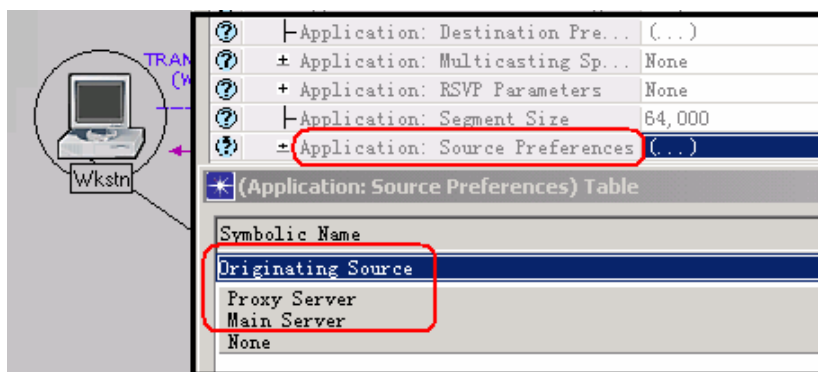 Application: Destination Pre... (...)
Application: Multicasting Sp... None
Application: RSVP Parameters None
Application: Segment Size 64,000
Application: Source Preferences (...)
TRAN
(W
Wkstn
(Application: Source Preferences) Table
Symbolic Name
Originating Source
Proxy Server
Main Server
None